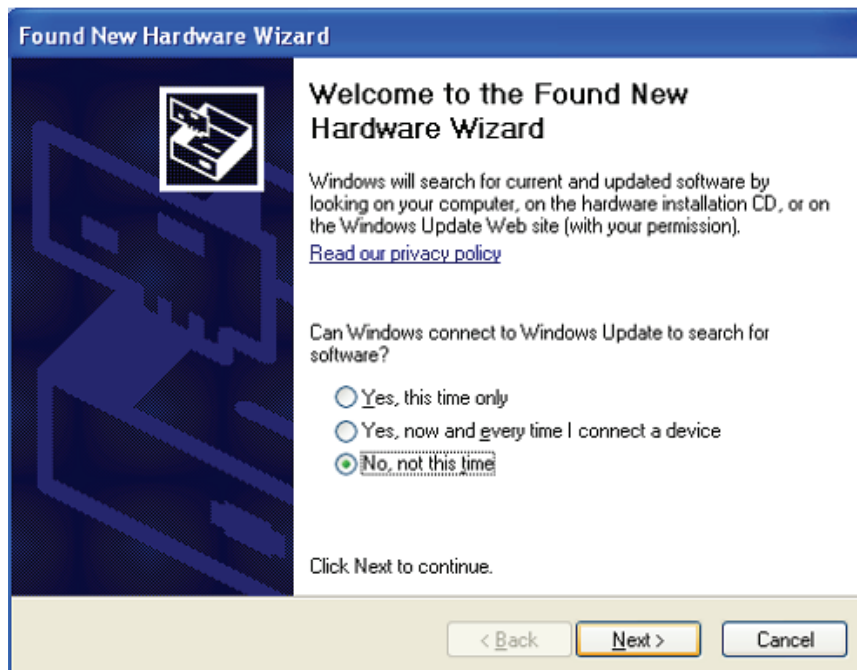 Found New Hardware Wizard
Welcome to the Found New
Hardware Wizard
Windows will search for current and updated software by
looking on your computer, on the hardware installation CD, or on
the Windows Update Web site (with your permission).
Read our privacy policy
Can Windows connect to Windows Update to search for
software?
Yes, this time only
Yes, now and every time I connect a device
No, not this time
Click Next to continue.
< Back Next > Cancel